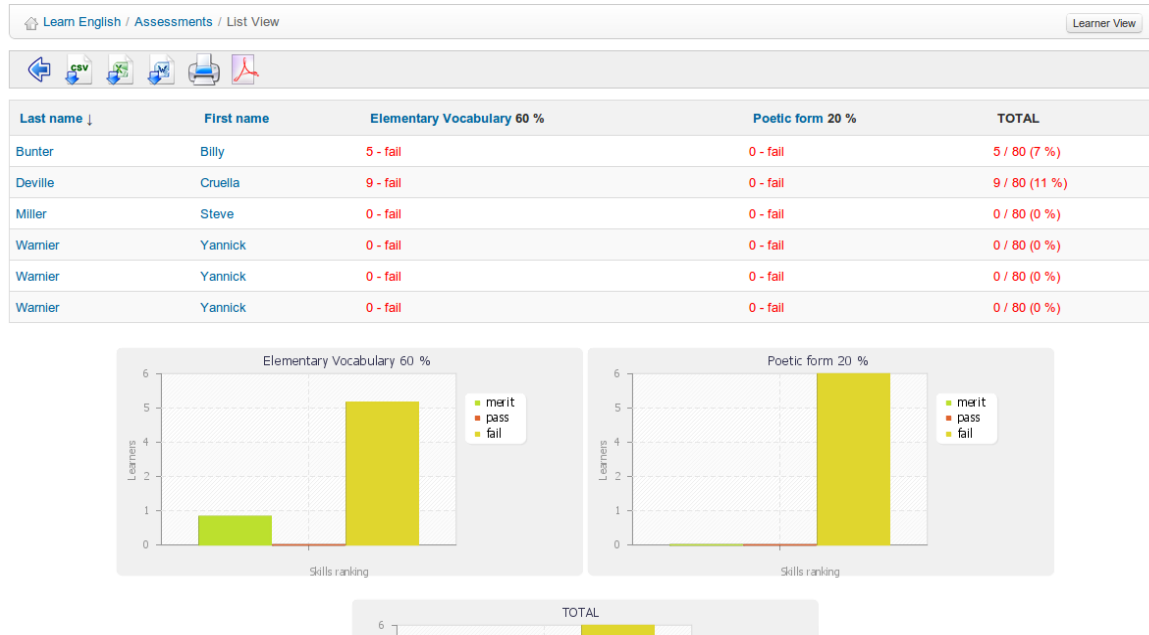 Learn English / Assessments / List View
Learner View
CSV
Last name ↓ First name Elementary Vocabulary 60 % Poetic form 20 % TOTAL
Bunter Billy 5 - fail 0 - fail 5 / 80 (7 %)
Deville Cruella 9 - fail 0 - fail 9 / 80 (11 %)
Miller Steve 0 - fail 0 - fail 0 / 80 (0 %)
Warnier Yannick 0 - fail 0 - fail 0 / 80 (0 %)
Warnier Yannick 0 - fail 0 - fail 0 / 80 (0 %)
Warnier Yannick 0 - fail 0 - fail 0 / 80 (0 %)
Elementary Vocabulary 60 %
6
5
4
2
1
0
Learners
Skills ranking
merit
pass
fail
Poetic form 20 %
6
5
4
2
1
0
Learners
Skills ranking
merit
pass
fail
TOTAL
6